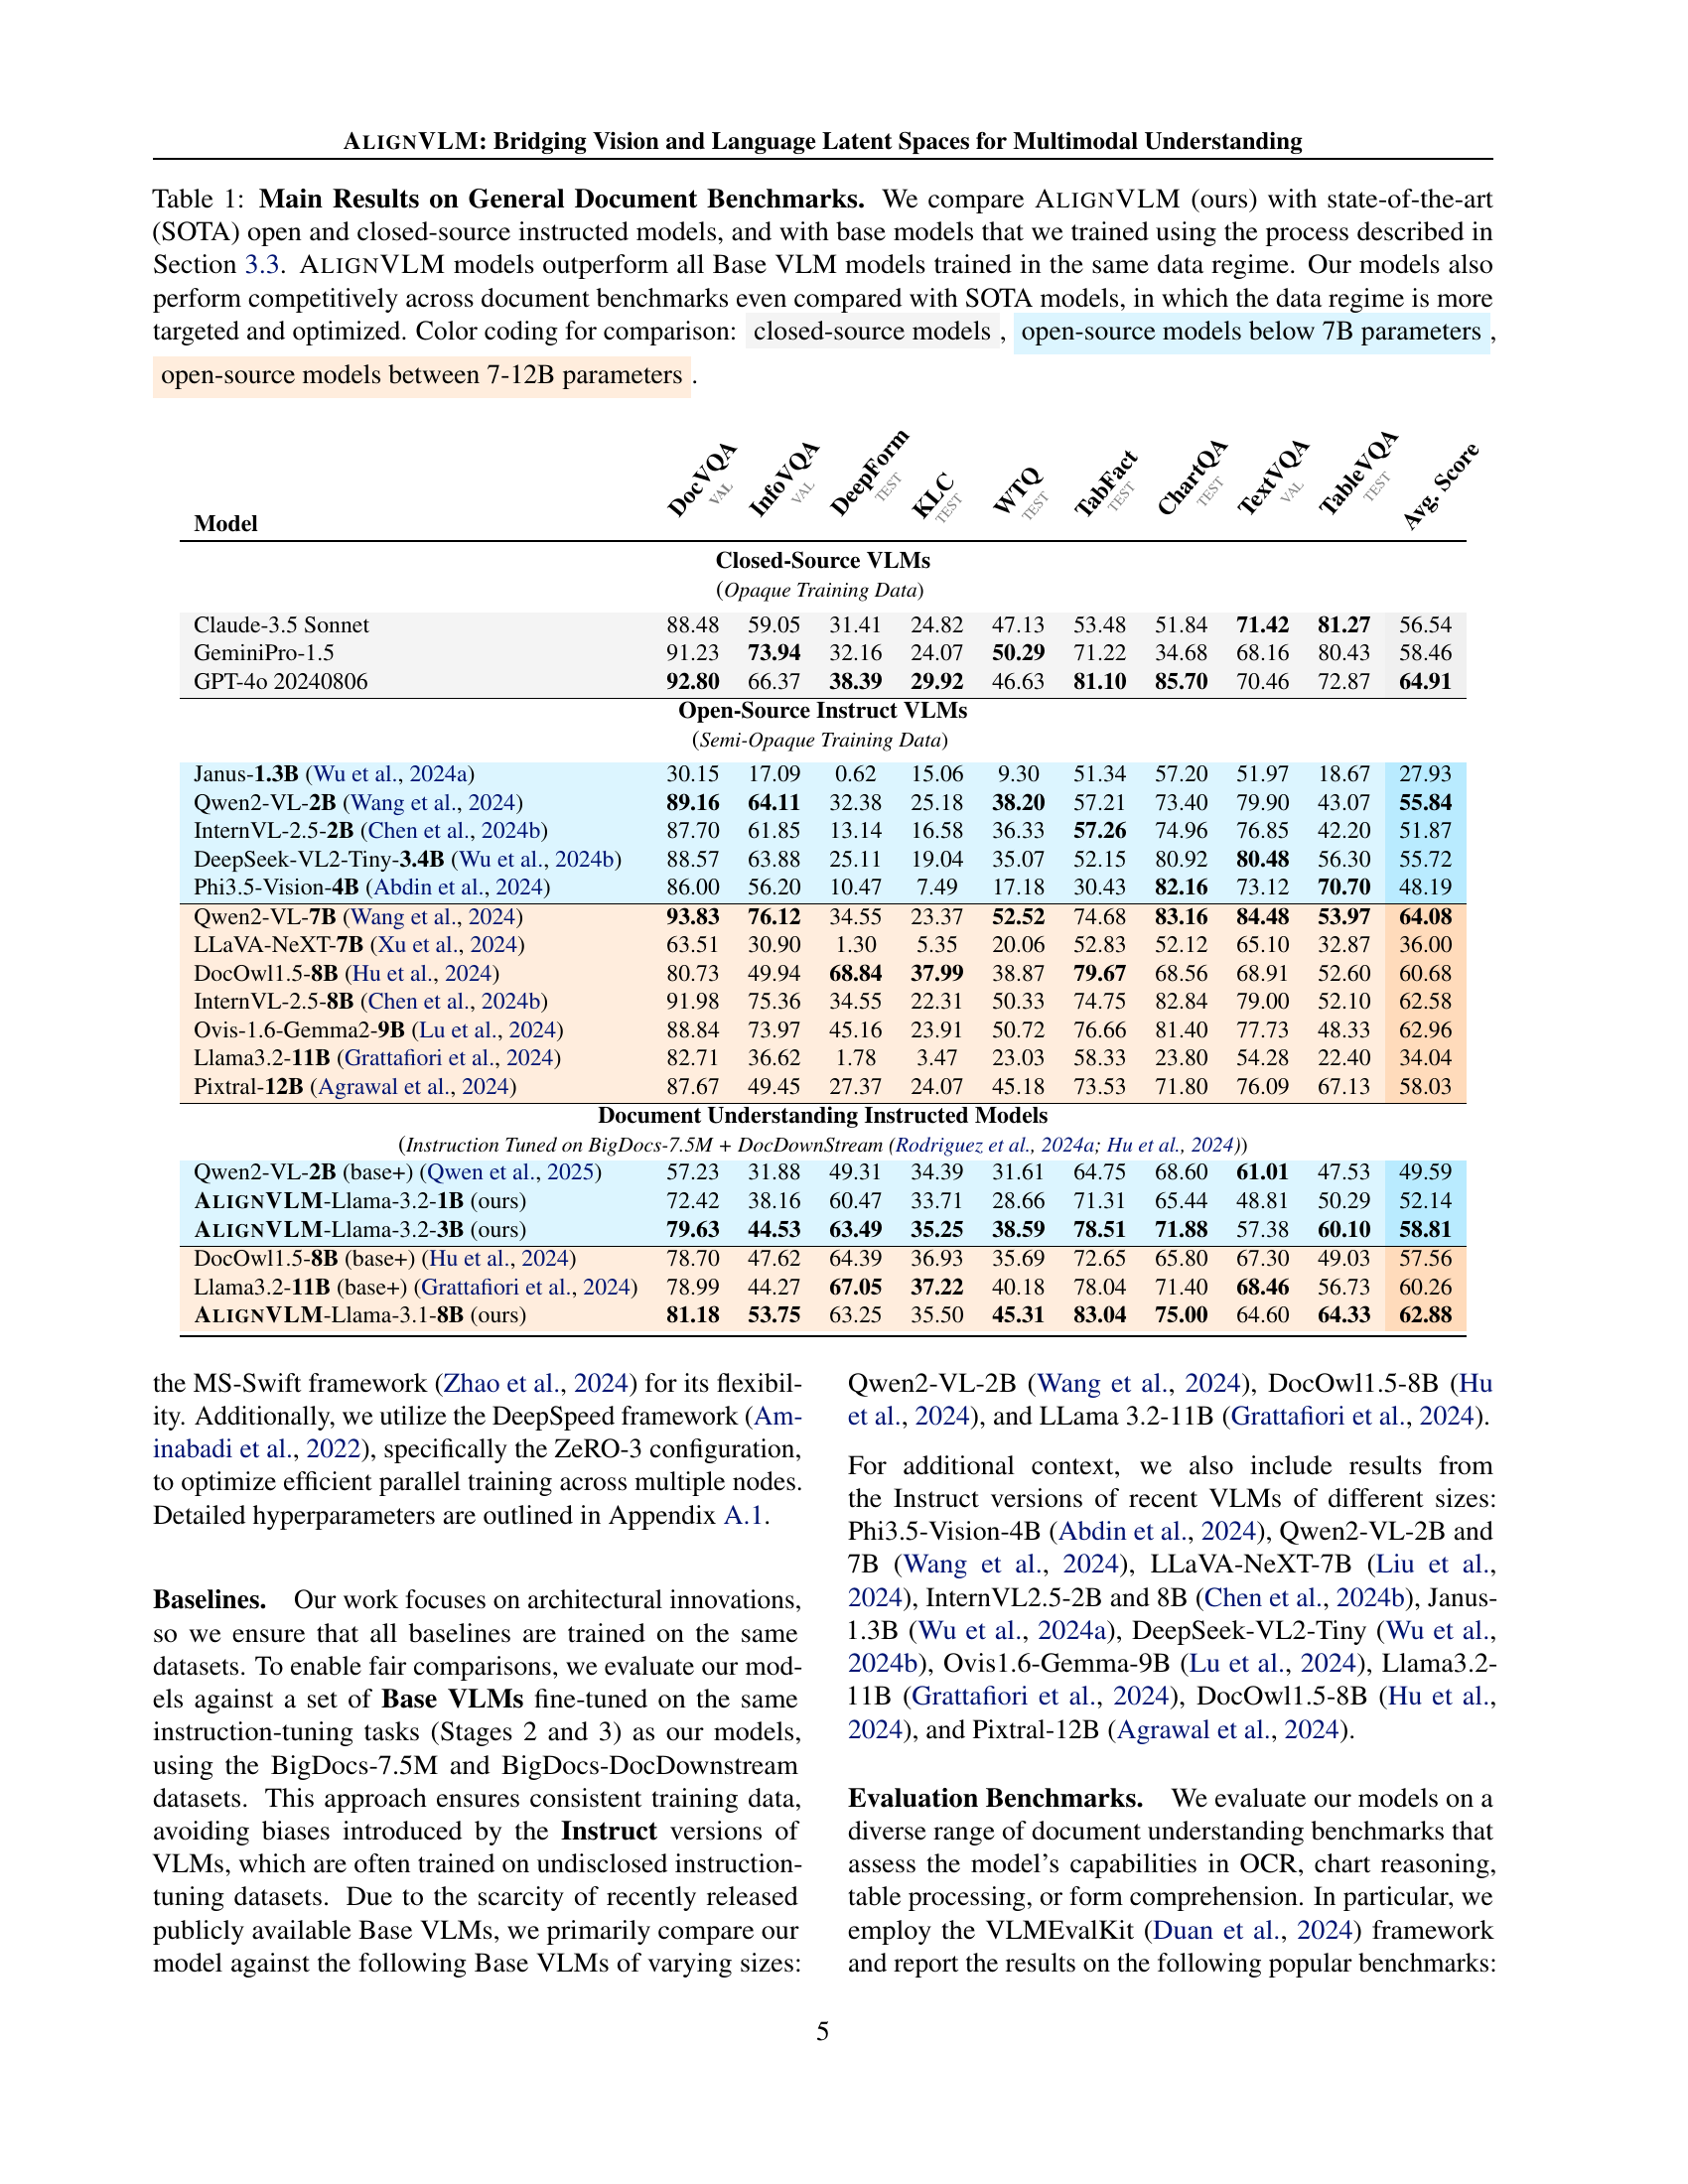 ALIGNVLM: Bridging Vision and Language Latent Spaces for Multimodal Understanding
Table 1: Main Results on General Document Benchmarks. We compare ALIGNVLM (ours) with state-of-the-art
(SOTA) open and closed-source instructed models, and with base models that we trained using the process described in
Section 3.3. ALIGNVLM models outperform all Base VLM models trained in the same data regime. Our models also
perform competitively across document benchmarks even compared with SOTA models, in which the data regime is more
targeted and optimized. Color coding for comparison: closed-source models , open-source models below 7B parameters ,
open-source models between 7-12B parameters .
Model DocVQA VAL InfoVQA VAL DeepForm TEST KLC TEST WTQ TEST TabFact TEST ChartQA TEST TextVQA VAL TableVQA TEST Avg. Score
Closed-Source VLMs
(Opaque Training Data)
Claude-3.5 Sonnet 88.48 59.05 31.41 24.82 47.13 53.48 51.84 71.42 81.27 56.54
GeminiPro-1.5 91.23 73.94 32.16 24.07 50.29 71.22 34.68 68.16 80.43 58.46
GPT-4o 20240806 92.80 66.37 38.39 29.92 46.63 81.10 85.70 70.46 72.87 64.91
Open-Source Instruct VLMs
(Semi-Opaque Training Data)
Janus-1.3B (Wu et al., 2024a) 30.15 17.09 0.62 15.06 9.30 51.34 57.20 51.97 18.67 27.93
Qwen2-VL-2B (Wang et al., 2024) 89.16 64.11 32.38 25.18 38.20 57.21 73.40 79.90 43.07 55.84
InternVL-2.5-2B (Chen et al., 2024b) 87.70 61.85 13.14 16.58 36.33 57.26 74.96 76.85 42.20 51.87
DeepSeek-VL2-Tiny-3.4B (Wu et al., 2024b) 88.57 63.88 25.11 19.04 35.07 52.15 80.92 80.48 56.30 55.72
Phi3.5-Vision-4B (Abdin et al., 2024) 86.00 56.20 10.47 7.49 17.18 30.43 82.16 73.12 70.70 48.19
Qwen2-VL-7B (Wang et al., 2024) 93.83 76.12 34.55 23.37 52.52 74.68 83.16 84.48 53.97 64.08
LLaVA-NeXT-7B (Xu et al., 2024) 63.51 30.90 1.30 5.35 20.06 52.83 52.12 65.10 32.87 36.00
DocOwl1.5-8B (Hu et al., 2024) 80.73 49.94 68.84 37.99 38.87 79.67 68.56 68.91 52.60 60.68
InternVL-2.5-8B (Chen et al., 2024b) 91.98 75.36 34.55 22.31 50.33 74.75 82.84 79.00 52.10 62.58
Ovis-1.6-Gemma2-9B (Lu et al., 2024) 88.84 73.97 45.16 23.91 50.72 76.66 81.40 77.73 48.33 62.96
Llama3.2-11B (Grattafiori et al., 2024) 82.71 36.62 1.78 3.47 23.03 58.33 23.80 54.28 22.40 34.04
Pixtral-12B (Agrawal et al., 2024) 87.67 49.45 27.37 24.07 45.18 73.53 71.80 76.09 67.13 58.03
Document Understanding Instructed Models
(Instruction Tuned on BigDocs-7.5M + DocDownStream (Rodriguez et al., 2024a; Hu et al., 2024))
Qwen2-VL-2B (base+) (Qwen et al., 2025) 57.23 31.88 49.31 34.39 31.61 64.75 68.60 61.01 47.53 49.59
ALIGNVLM-Llama-3.2-1B (ours) 72.42 38.16 60.47 33.71 28.66 71.31 65.44 48.81 50.29 52.14
ALIGNVLM-Llama-3.2-3B (ours) 79.63 44.53 63.49 35.25 38.59 78.51 71.88 57.38 60.10 58.81
DocOwl1.5-8B (base+) (Hu et al., 2024) 78.70 47.62 64.39 36.93 35.69 72.65 65.80 67.30 49.03 57.56
Llama3.2-11B (base+) (Grattafiori et al., 2024) 78.99 44.27 67.05 37.22 40.18 78.04 71.40 68.46 56.73 60.26
ALIGNVLM-Llama-3.1-8B (ours) 81.18 53.75 63.25 35.50 45.31 83.04 75.00 64.60 64.33 62.88
the MS-Swift framework (Zhao et al., 2024) for its flexibil-
ity. Additionally, we utilize the DeepSpeed framework (Am-
inabadi et al., 2022), specifically the ZeRO-3 configuration,
to optimize efficient parallel training across multiple nodes.
Detailed hyperparameters are outlined in Appendix A.1.
Baselines. Our work focuses on architectural innovations,
so we ensure that all baselines are trained on the same
datasets. To enable fair comparisons, we evaluate our mod-
els against a set of Base VLMs fine-tuned on the same
instruction-tuning tasks (Stages 2 and 3) as our models,
using the BigDocs-7.5M and BigDocs-DocDownstream
datasets. This approach ensures consistent training data,
avoiding biases introduced by the Instruct versions of
VLMs, which are often trained on undisclosed instruction-
tuning datasets. Due to the scarcity of recently released
publicly available Base VLMs, we primarily compare our
model against the following Base VLMs of varying sizes:
Qwen2-VL-2B (Wang et al., 2024), DocOwl1.5-8B (Hu
et al., 2024), and LLama 3.2-11B (Grattafiori et al., 2024).
For additional context, we also include results from
the Instruct versions of recent VLMs of different sizes:
Phi3.5-Vision-4B (Abdin et al., 2024), Qwen2-VL-2B and
7B (Wang et al., 2024), LLaVA-NeXT-7B (Liu et al.,
2024), InternVL2.5-2B and 8B (Chen et al., 2024b), Janus-
1.3B (Wu et al., 2024a), DeepSeek-VL2-Tiny (Wu et al.,
2024b), Ovis1.6-Gemma-9B (Lu et al., 2024), Llama3.2-
11B (Grattafiori et al., 2024), DocOwl1.5-8B (Hu et al.,
2024), and Pixtral-12B (Agrawal et al., 2024).
Evaluation Benchmarks. We evaluate our models on a
diverse range of document understanding benchmarks that
assess the model's capabilities in OCR, chart reasoning,
table processing, or form comprehension. In particular, we
employ the VLMEvalKit (Duan et al., 2024) framework
and report the results on the following popular benchmarks:
5